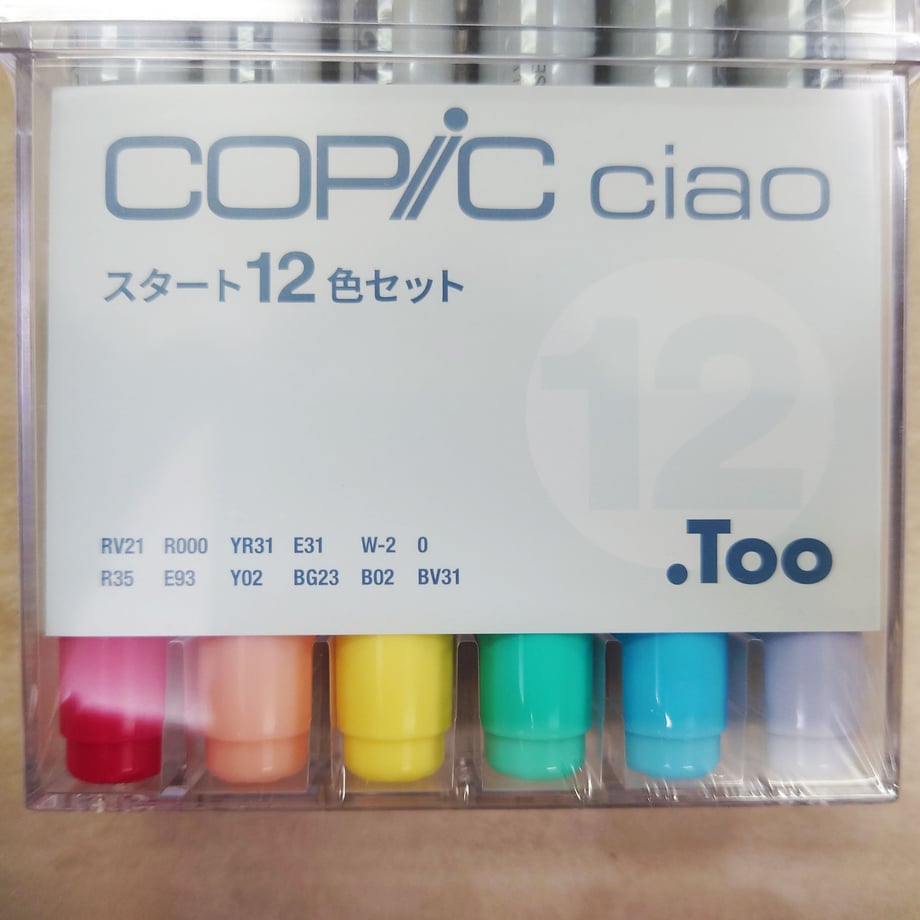 COPIC ciao
スタート12色セット
12
RV21 R000 YR31 E31 W-2 0
R35 E93 Y02 BG23 B02 BV31
.Too